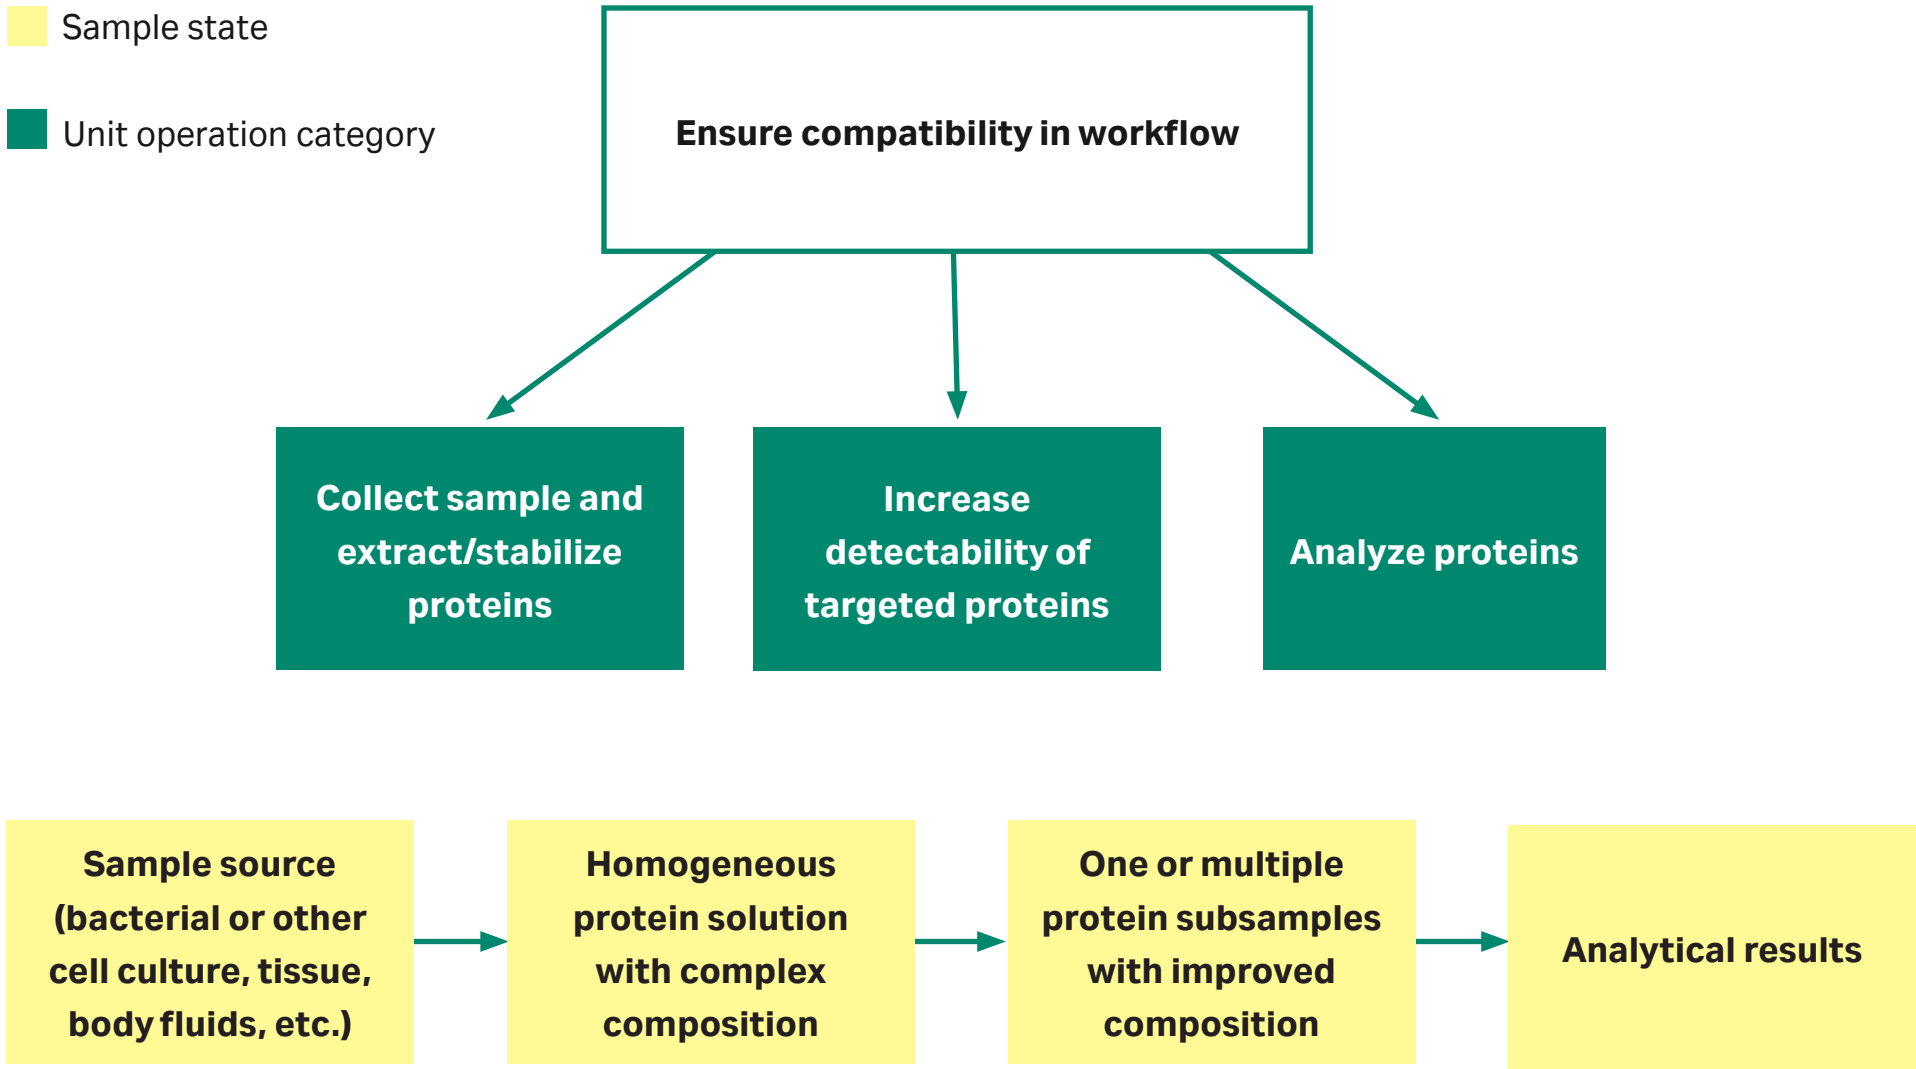 Sample state
Unit operation category
Ensure compatibility in workflow
Collect sample and
extract/stabilize
proteins
Increase
detectability of
targeted proteins
Analyze proteins
Sample source
(bacterial or other
cell culture, tissue,
body fluids, etc.)
Homogeneous
protein solution
with complex
composition
One or multiple
protein subsamples
with improved
composition
Analytical results